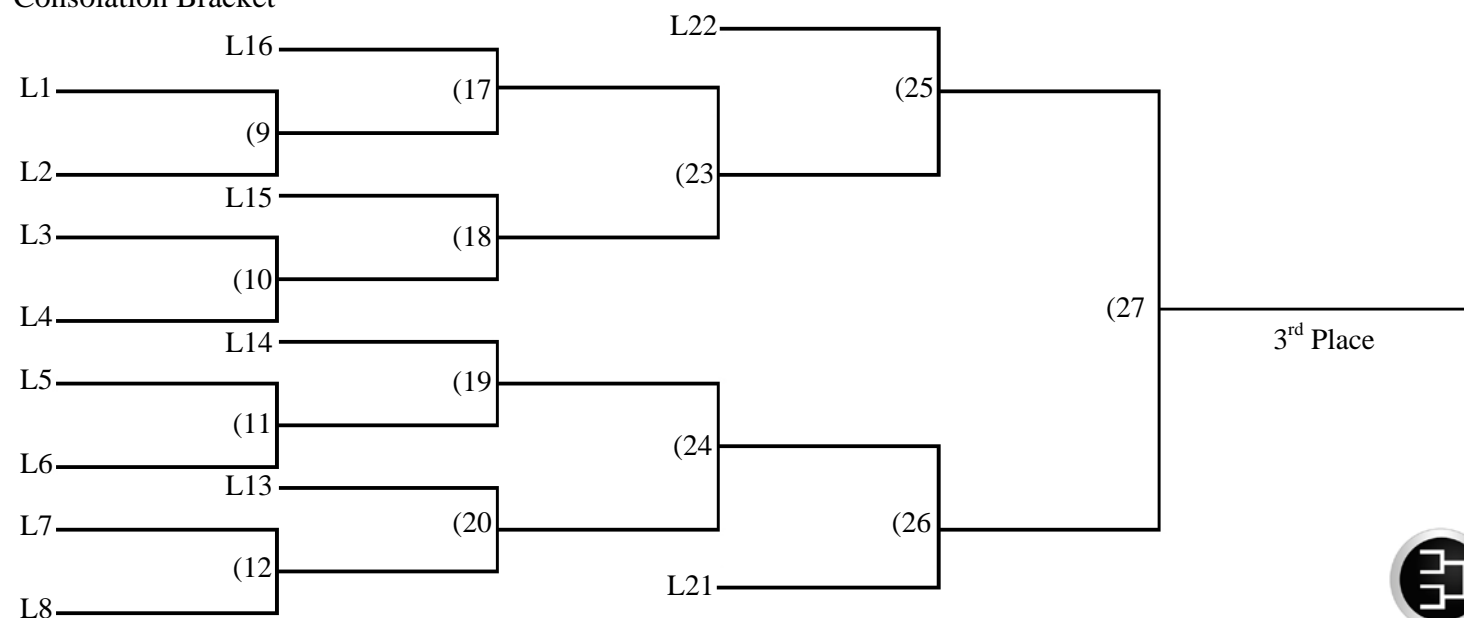 Consolation Bracket
L22
L16
L1
(17
(25
(9
L2
(23
L15
L3
(18
(10
L4
(27
L14
3rd Place
L5
(19
(11
(24
L6
L13
L7
(20
(26
(12
L21
L8